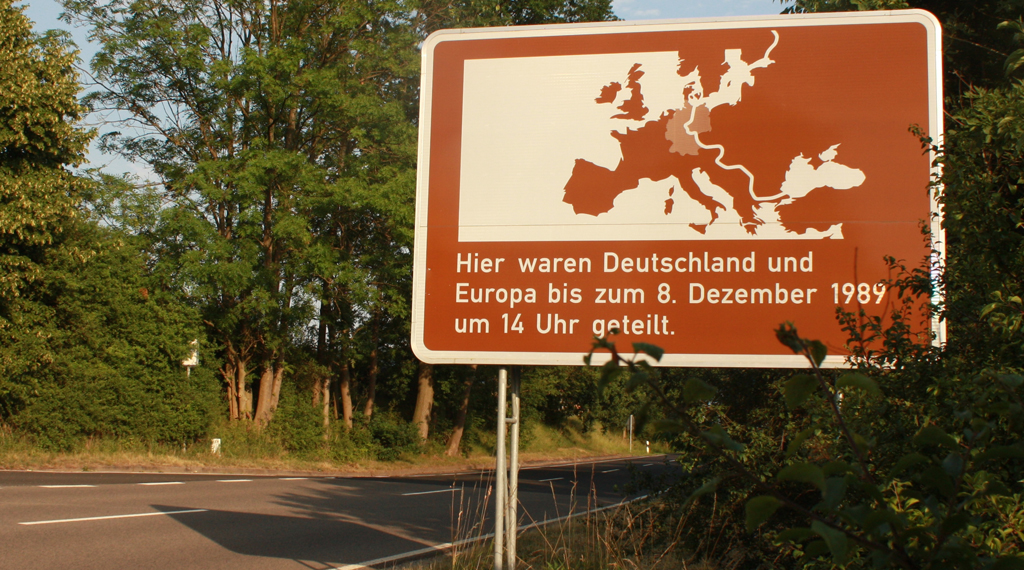 Hier waren Deutschland und
Europa bis zum 8. Dezember 1989
um 14 Uhr geteilt.